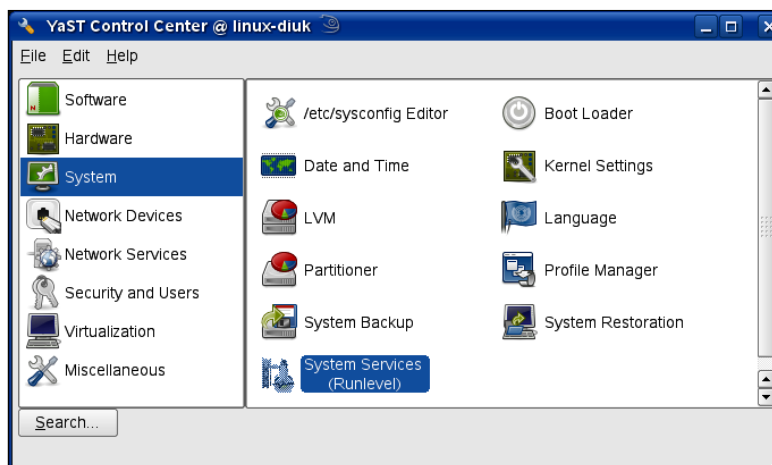 YaST Control Center @ linux-diuk
File Edit Help
Software
Hardware
System
Network Devices
Network Services
Security and Users
Virtualization
Miscellaneous
/etc/sysconfig Editor
Boot Loader
Date and Time
Kernel Settings
LVM
Language
Partitioner
Profile Manager
System Backup
System Restoration
System Services
(Runlevel)
Search...